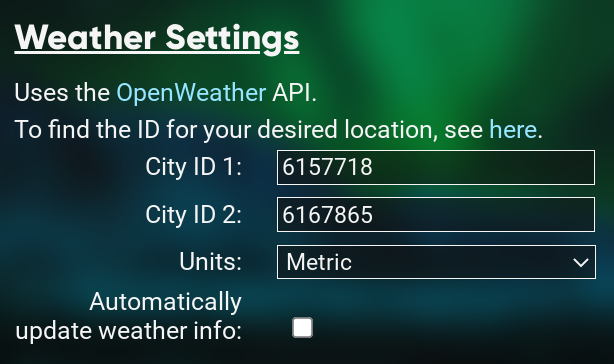 Weather Settings
Uses the OpenWeather API.
To find the ID for your desired location, see here.
City ID 1: 6157718
City ID 2: 6167865
Units: Metric
Automatically
update weather info: